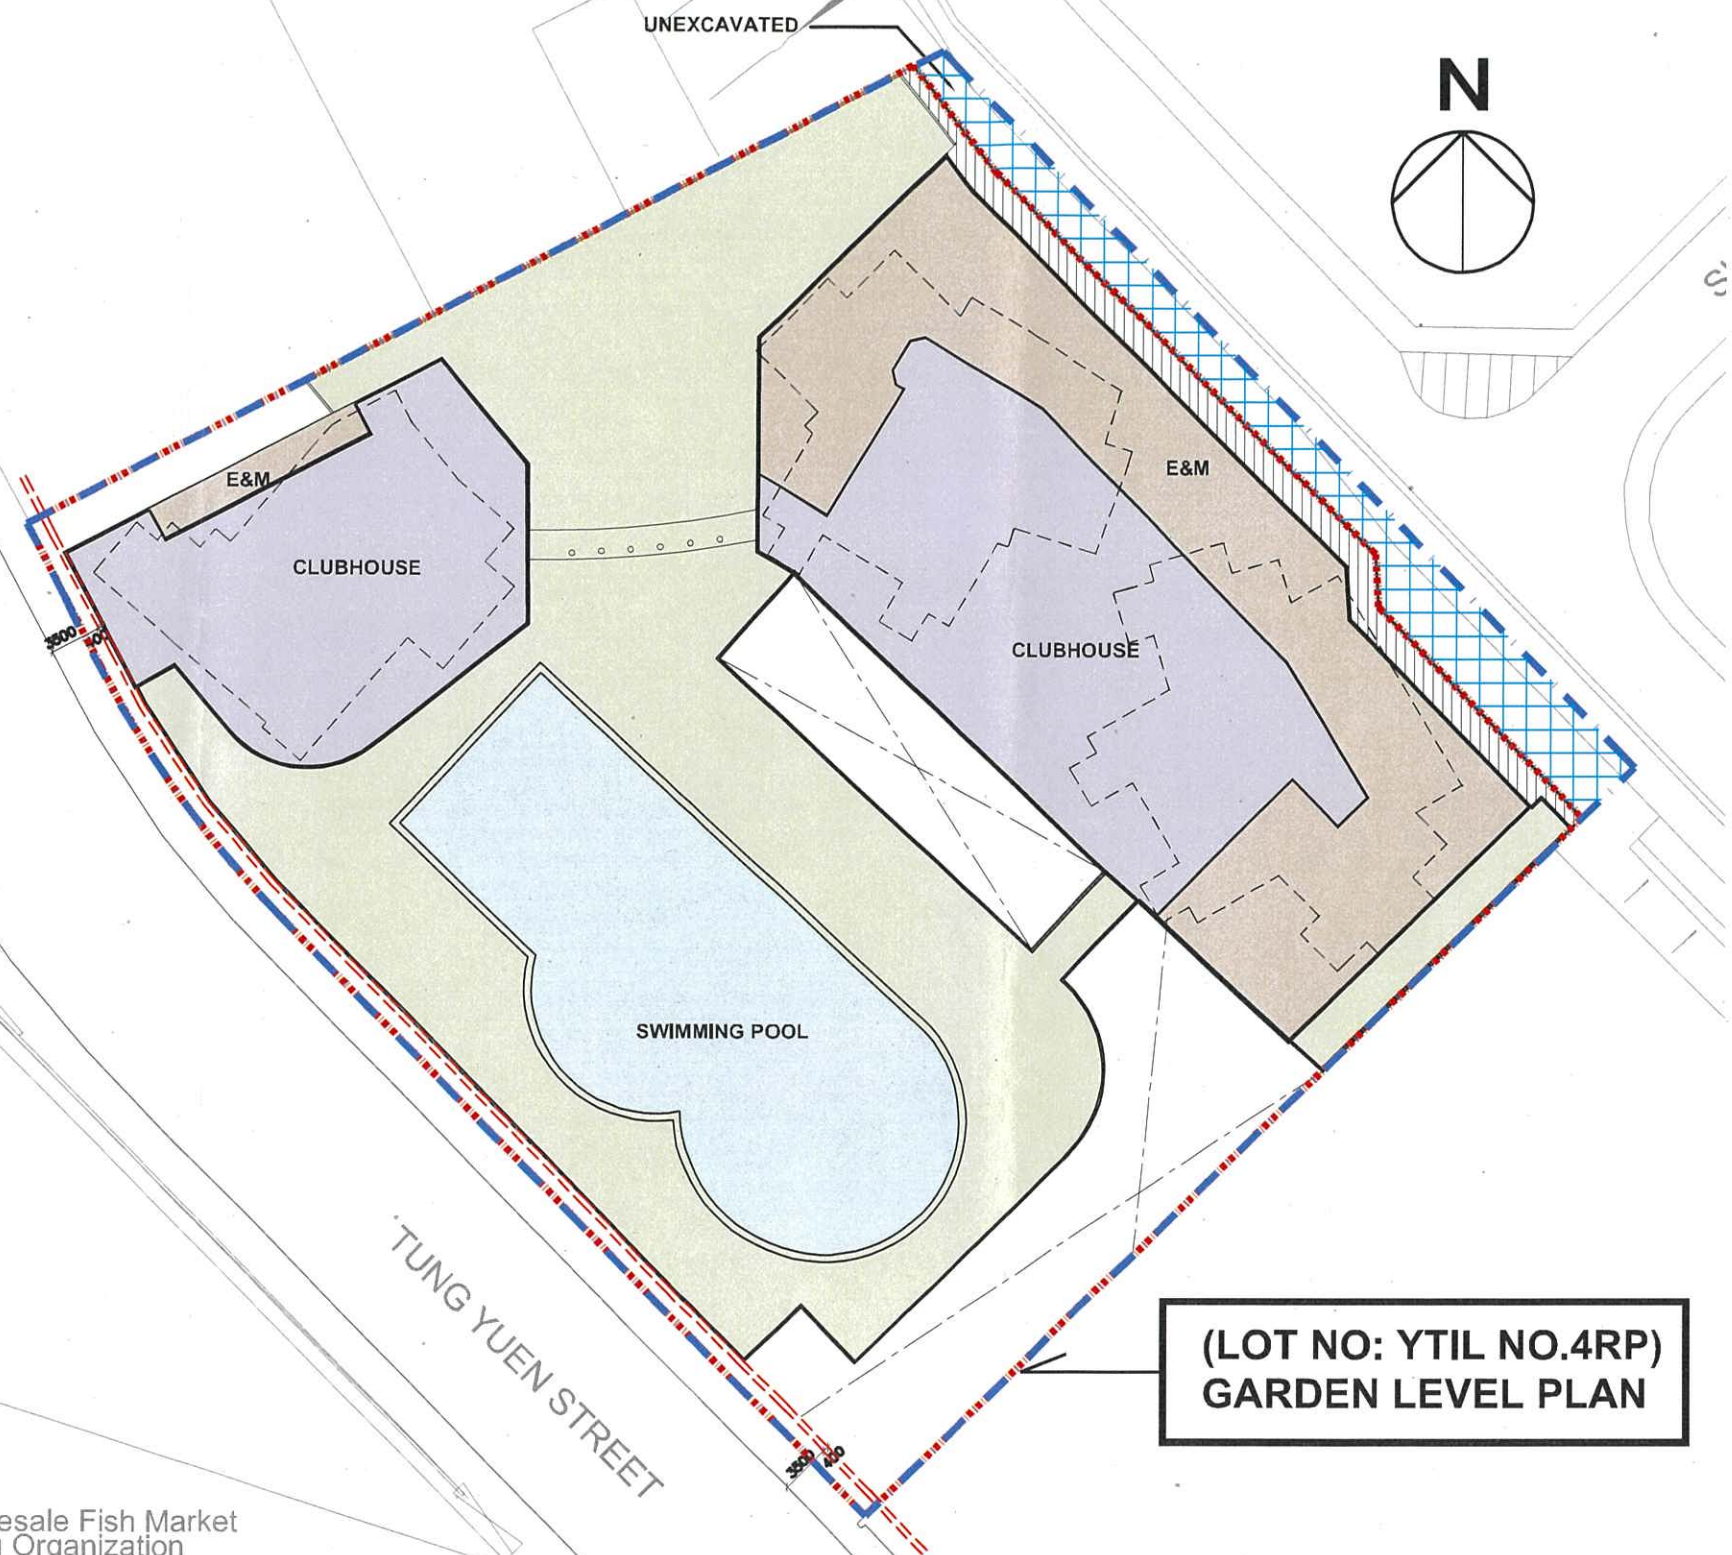 UNEXCAVATED
N
S
E&M
E&M
CLUBHOUSE
3500
400
CLUBHOUSE
SWIMMING POOL
TUNG YUEN STREET
(LOT NO: YTIL NO.4RP)
GARDEN LEVEL PLAN
3500
400
esale Fish Market
Organization